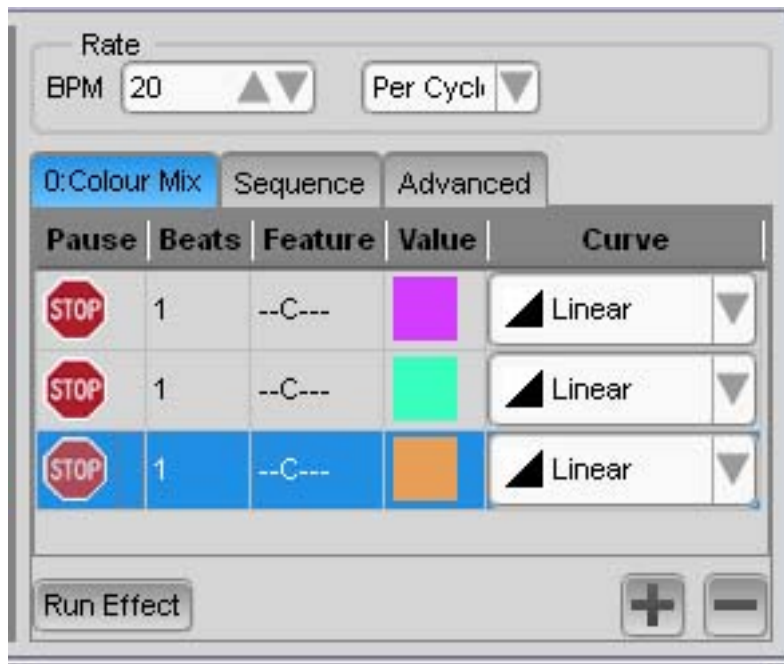 Rate
BPM 20 Per Cycl
0:Colour Mix Sequence Advanced
Pause Beats Feature Value Curve
STOP 1 --C--- Linear
STOP 1 --C--- Linear
STOP 1 --C--- Linear
Run Effect